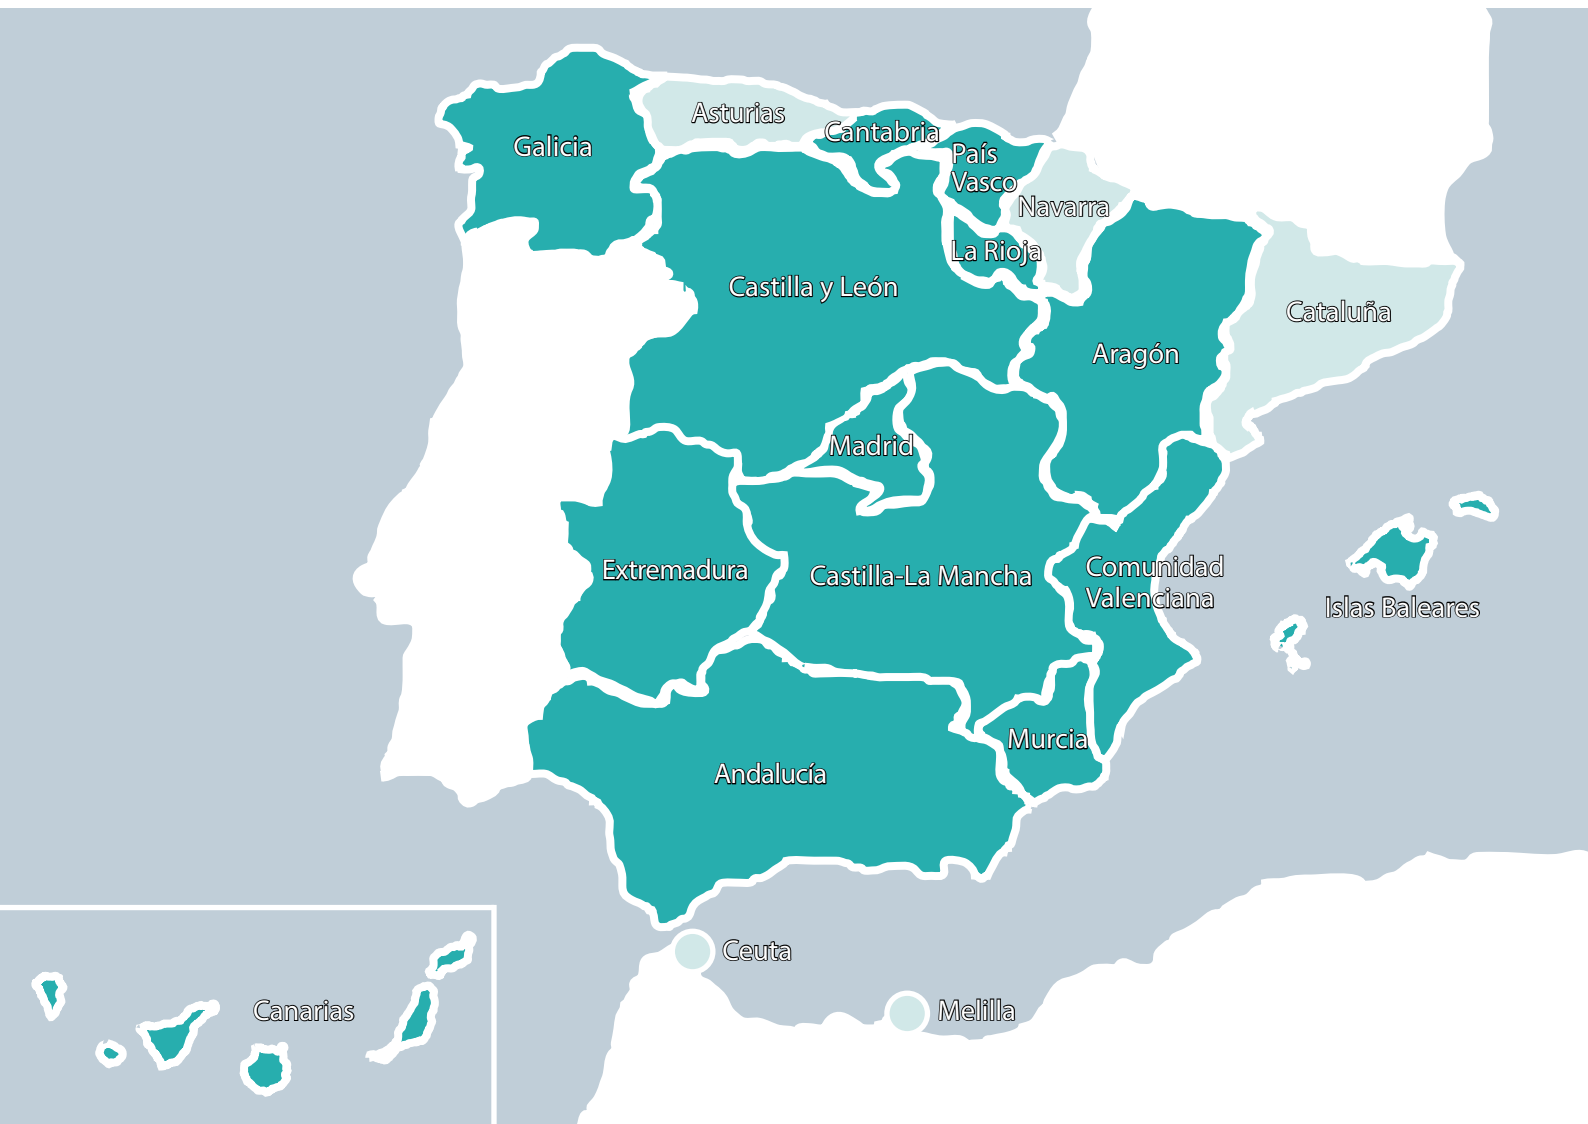 Asturias
Cantabria
Galicia
País
Vasco
Navarra
La Rioja
Castilla y León
Cataluña
Aragón
Madrid
Extremadura
Castilla-La Mancha
Comunidad
Valenciana
Islas Baleares
Murcia
Andalucía
Ceuta
Canarias
Melilla